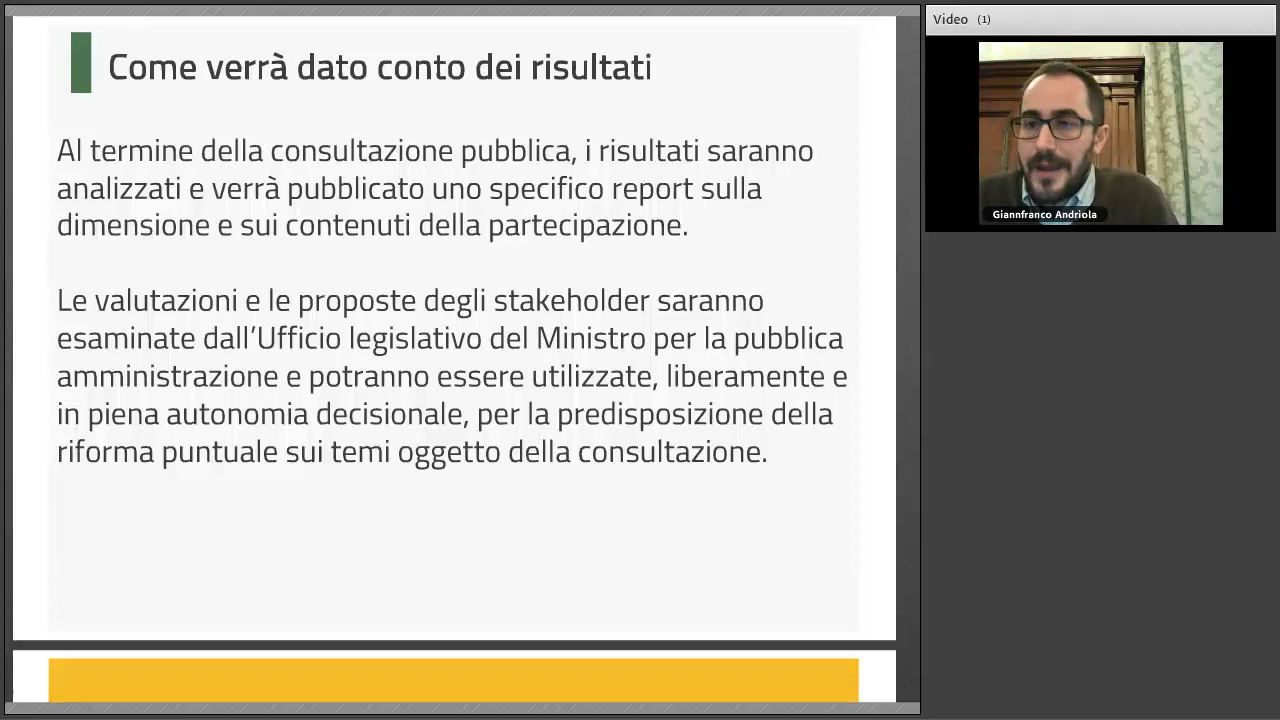 Come verrà dato conto dei risultati
Al termine della consultazione pubblica, i risultati saranno
analizzati e verrà pubblicato uno specifico report sulla
dimensione e sui contenuti della partecipazione.
Le valutazioni e le proposte degli stakeholder saranno
esaminate dall’Ufficio legislativo del Ministro per la pubblica
amministrazione e potranno essere utilizzate, liberamente e
in piena autonomia decisionale, per la predisposizione della
riforma puntuale sui temi oggetto della consultazione.
Video (1)
Giannfranco Andriola